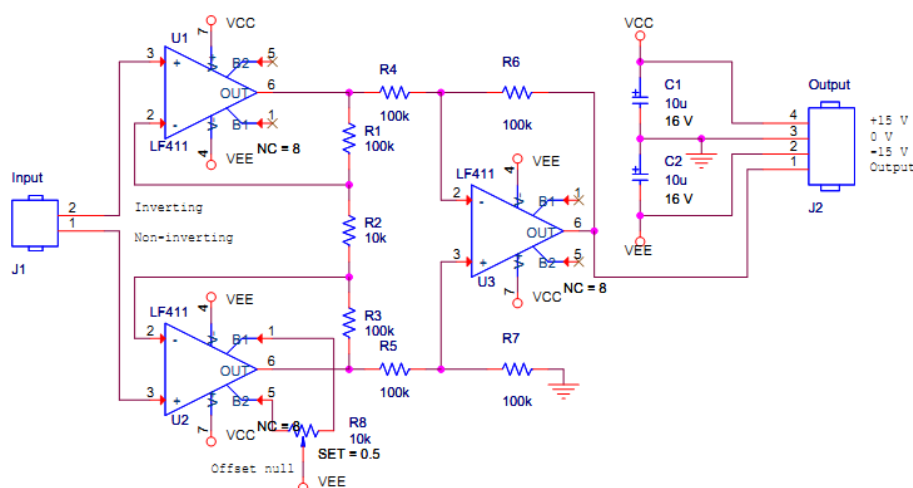 VCC
7
U1
3
+
V+
B2
5
OUT
6
2
-
B1
1
V-
LF411
4
NC = 8
VEE
R4
100k
R6
100k
R1
100k
VCC
C1
10u
16 V
C2
10u
16 V
VEE
Output
4
3
2
1
+15 V
0 V
-15 V
Output
J2
Input
2
1
J1
Inverting
Non-inverting
R2
10k
VEE
LF411
4
2
-
V-
B1
1
OUT
6
3
+
V+
B2
5
U3
7
VCC
NC = 8
R3
100k
VEE
LF411
4
2
-
V-
B1
1
OUT
6
3
+
V+
B2
5
U2
7
VCC
NC = 8
R5
100k
R7
100k
R8
10k
SET = 0.5
Offset null
VEE